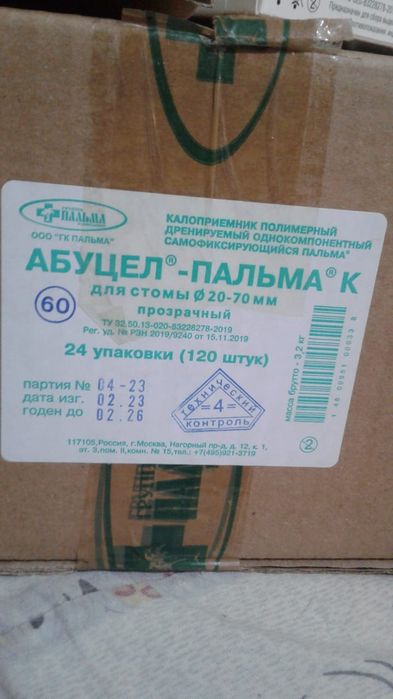 ГРУППА
ПАЛЬМА
ООО "ГК ПАЛЬМА"
КАЛОПРИЕМНИК ПОЛИМЕРНЫЙ
ДРЕНИРУЕМЫЙ ОДНОКОМПОНЕНТНЫЙ
САМОФИКСИРУЮЩИЙСЯ ПАЛЬМА®
АБУЦЕЛ®-ПАЛЬМА® К
60
ДЛЯ СТОМЫ Ø 20-70 ММ
прозрачный
ТУ 32.50.13-020-83228278-2019
Рег. уд. № РЗН 2019/9240 от 15.11.2019
24 упаковки (120 штук)
партия № 04-23
дата изг. 02.23
годен до 02.26
технический
=4=
контроль
масса брутто - 3,2 кг
2
117105,Россия, г.Москва, Нагорный пр-д, д. 12, к. 1,
эт. 3,пом. II,комн. № 15, тел.: +7(495)921-3719